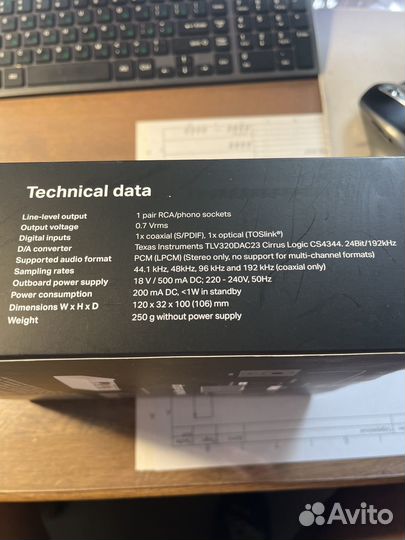 Technical data
Line-level output 1 pair RCA/phono sockets
Output voltage 0.7 Vrms
Digital inputs 1x coaxial (S/PDIF), 1x optical (TOSlink®)
D/A converter Texas Instruments TLV320DAC23 Cirrus Logic CS4344. 24Bit/192kHz
Supported audio format PCM (LPCM) (Stereo only, no support for multi-channel formats)
Sampling rates 44.1 kHz, 48kHz, 96 kHz and 192 kHz (coaxial only)
Outboard power supply 18 V / 500 mA DC; 220 - 240V, 50Hz
Power consumption 200 mA DC, <1W in standby
Dimensions W x H x D 120 x 32 x 100 (106) mm
Weight 250 g without power supply
Avito